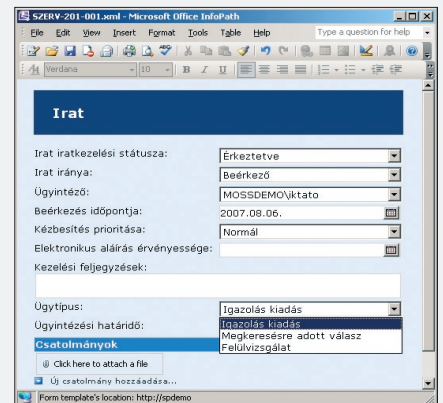 SZERV-201-001.xml - Microsoft Office InfoPath
File Edit View Insert Format Tools Table Help Type a question for help
Verdana 10 B I U
Irat
Irat iratkezelési státusza: Érkeztetve
Irat iránya: Beérkező
Ügyintéző: MOSSDEMO\iktato
Beérkezés időpontja: 2007.08.06.
Kézbesítés prioritása: Normál
Elektronikus aláírás érvényessége:
Kezelési feljegyzések:
Ügytípus: Igazolás kiadás
Ügyintézési határidő: Igazolás kiadás
Megkeresésre adott válasz
Csatolmányok Felülvizsgálat
Click here to attach a file
Új csatolmány hozzáadása...
Form template's location: http://spdemo